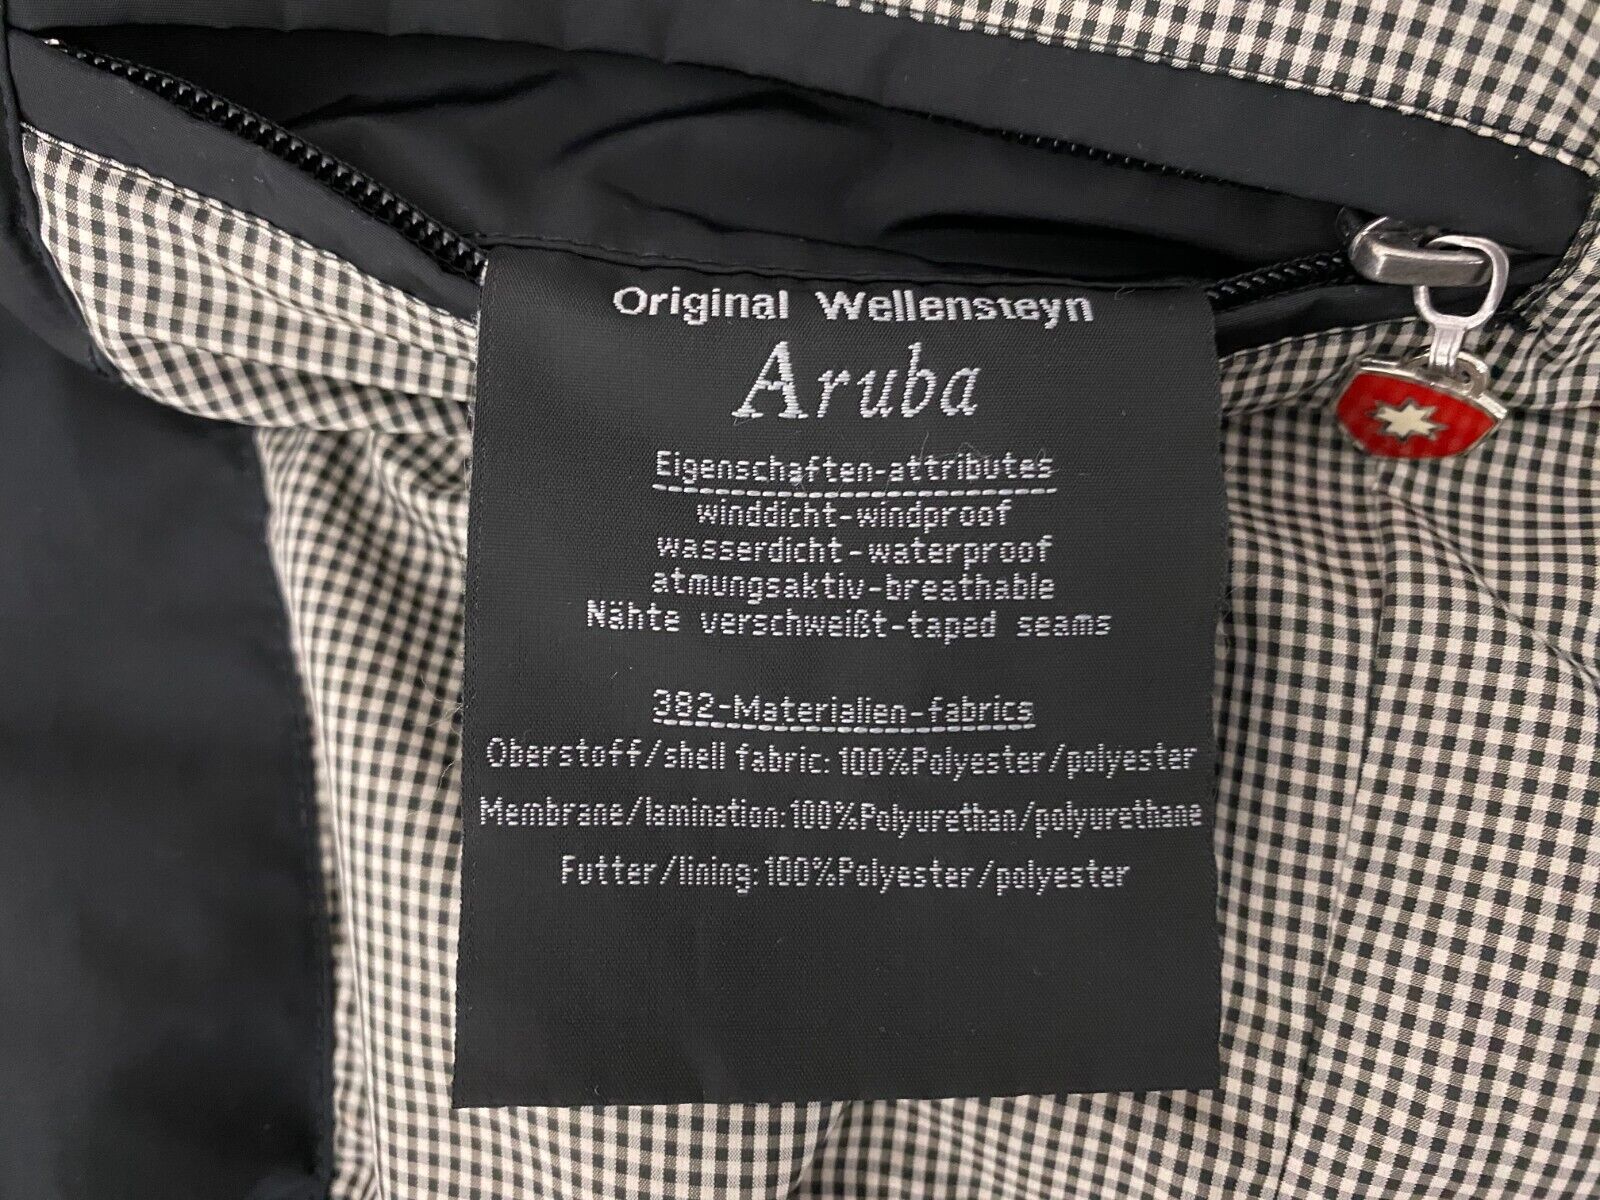 Original Wellensteyn
Aruba
Eigenschaften-attributes
winddicht-windproof
wasserdicht-waterproof
atmungsaktiv-breathable
Nähte verschweißt-taped seams
382-Materialien-fabrics
Oberstoff/shell fabric:100%Polyester/polyester
Membrane/lamination:100%Polyurethan/polyurethane
Futter/lining:100%Polyester/polyester